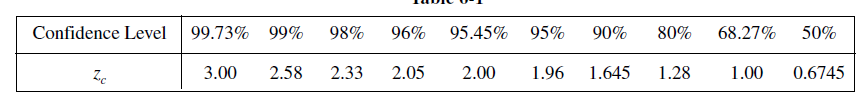 Table 6-1
Confidence Level 99.73% 99% 98% 96% 95.45% 95% 90% 80% 68.27% 50%
z_c 3.00 2.58 2.33 2.05 2.00 1.96 1.645 1.28 1.00 0.6745